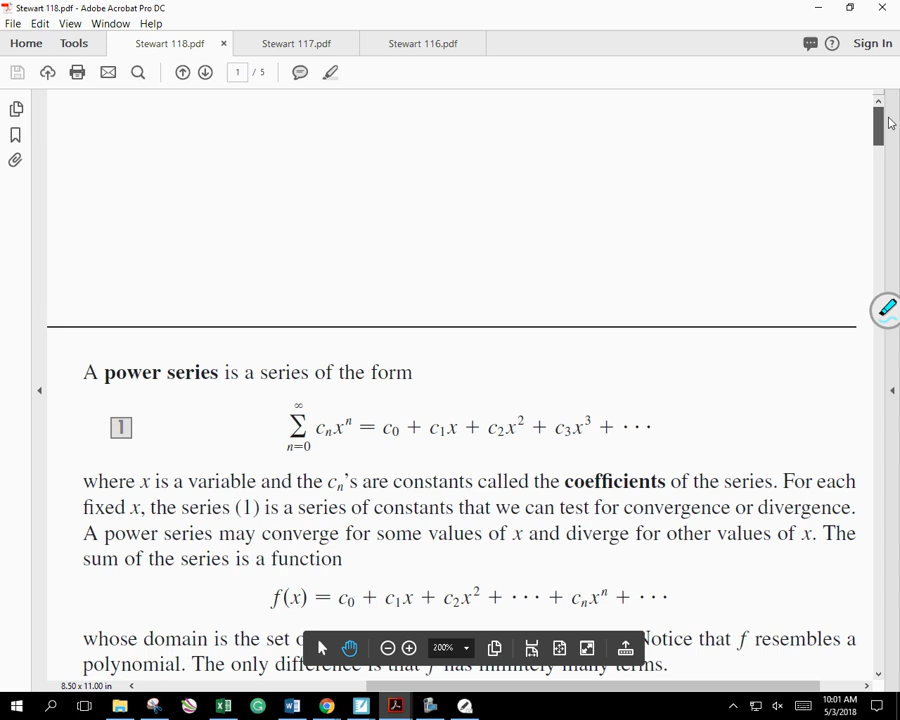 Stewart 118.pdf - Adobe Acrobat Pro DC
File Edit View Window Help
Home Tools Stewart 118.pdf × Stewart 117.pdf Stewart 116.pdf Sign In
1 / 5
A power series is a series of the form
1 ∞ Σ n=0 cₙxⁿ = c₀ + c₁x + c₂x² + c₃x³ + · · ·
where x is a variable and the cₙ's are constants called the coefficients of the series. For each
fixed x, the series (1) is a series of constants that we can test for convergence or divergence.
A power series may converge for some values of x and diverge for other values of x. The
sum of the series is a function
f(x) = c₀ + c₁x + c₂x² + · · · + cₙxⁿ + · · ·
whose domain is the set o Notice that f resembles a
200%
polynomial. The only difference is that f has infinitely many terms.
8.50 x 11.00 in
10:01 AM
5/3/2018